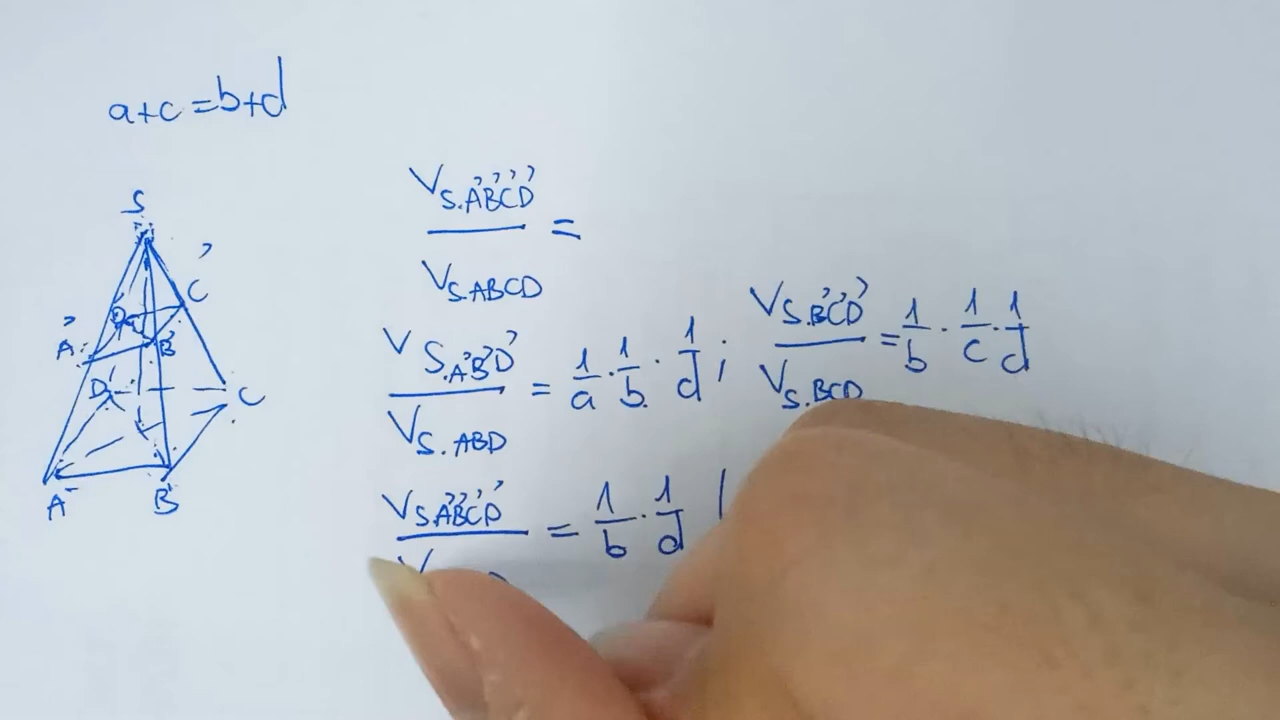 a+c=b+d
S
C'
A'
D'
B'
D
C
A
B
V S.A'B'C'D' / V S.ABCD =
V S.A'B'D' / V S.ABD = 1/a . 1/b . 1/d ; V S.B'C'D' / V S.BCD = 1/b . 1/c . 1/d
V S.A'B'C'D' / V = 1/b . 1/d